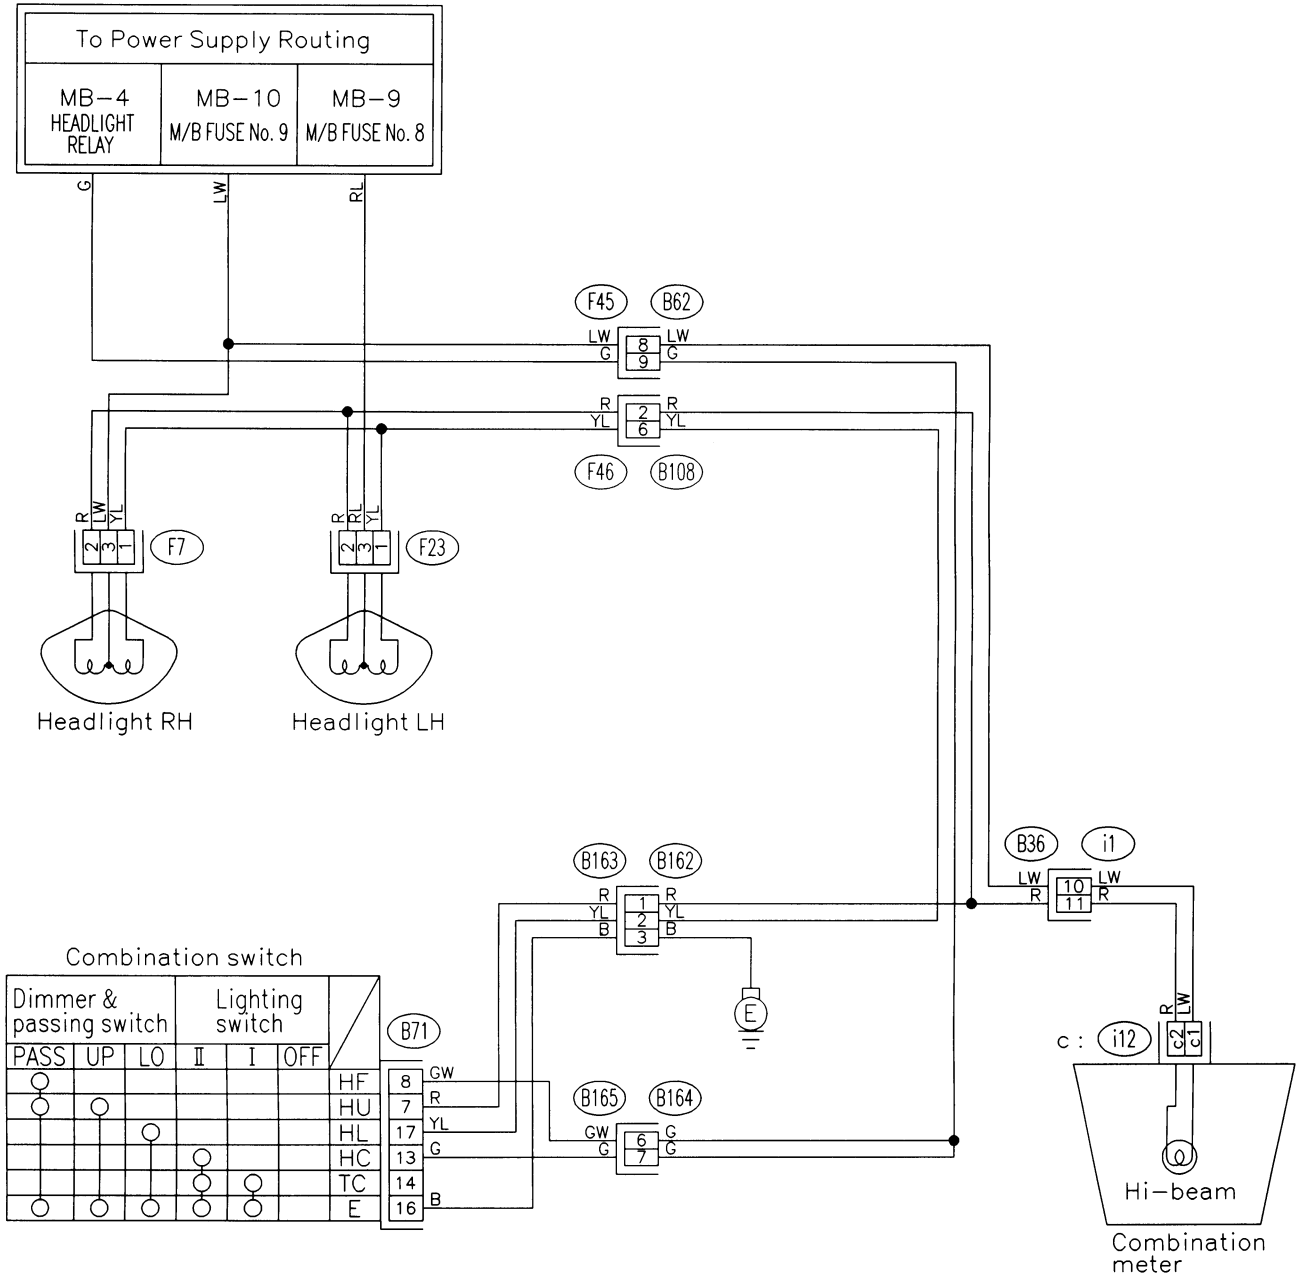 To Power Supply Routing
MB-4 MB-10 MB-9
HEADLIGHT RELAY M/B FUSE No. 9 M/B FUSE No. 8
G LW RL
F45 B62
LW 8 LW
G 9 G
R 2 R
YL 6 YL
F46 B108
R LW YL R RL YL
2 3 1 F7 2 3 1 F23
Headlight RH Headlight LH
B36 i1
LW 10 LW
R 11 R
B163 B162
R 1 R
YL 2 YL
B 3 B
E
R LW
c : i12 c2 c1
Hi-beam
Combination
meter
Combination switch
Dimmer & Lighting
passing switch switch
PASS UP LO II I OFF
B71
HF 8 GW
HU 7 R
HL 17 YL
HC 13 G
TC 14
E 16 B
B165 B164
GW 6 G
G 7 G